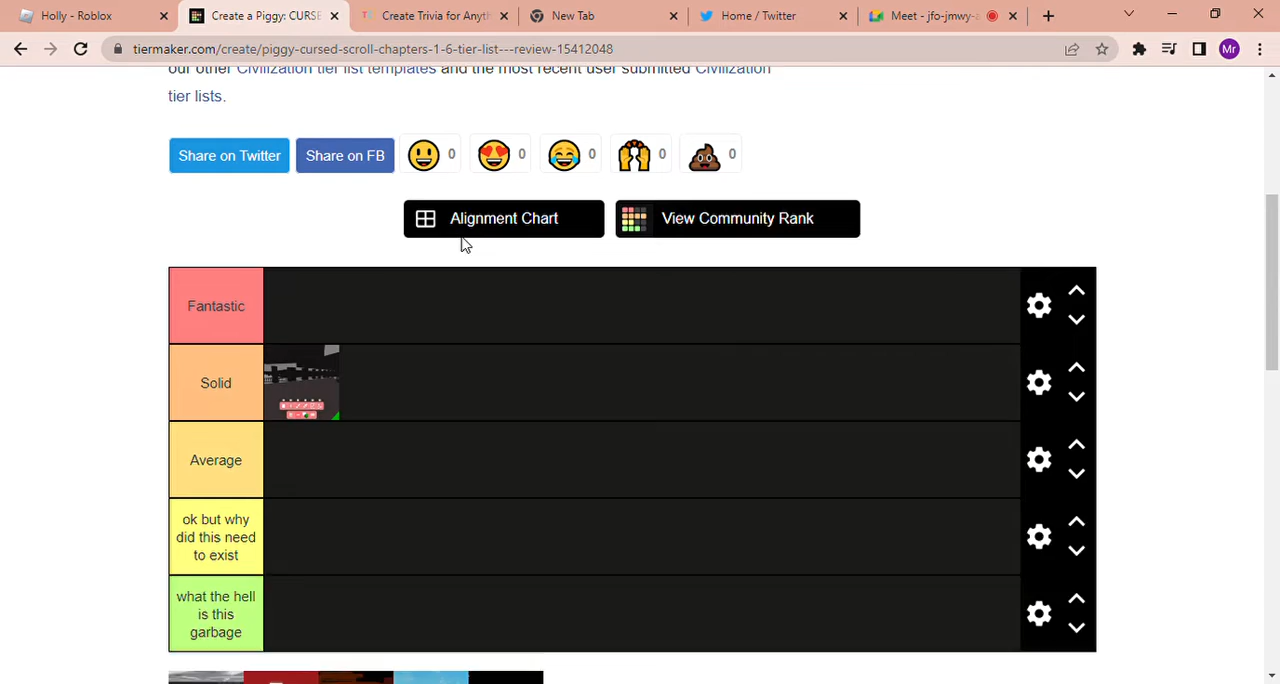 Holly - Roblox
Create a Piggy: CURSE
Create Trivia for Anyth
New Tab
Home / Twitter
Meet - jfo-jmwy-
tiermaker.com/create/piggy-cursed-scroll-chapters-1-6-tier-list---review-15412048
Mr
our other Civilization tier list templates and the most recent user submitted Civilization
tier lists.
Share on Twitter
Share on FB
0
0
0
0
0
Alignment Chart
View Community Rank
Fantastic
Solid
Average
ok but why
did this need
to exist
what the hell
is this
garbage